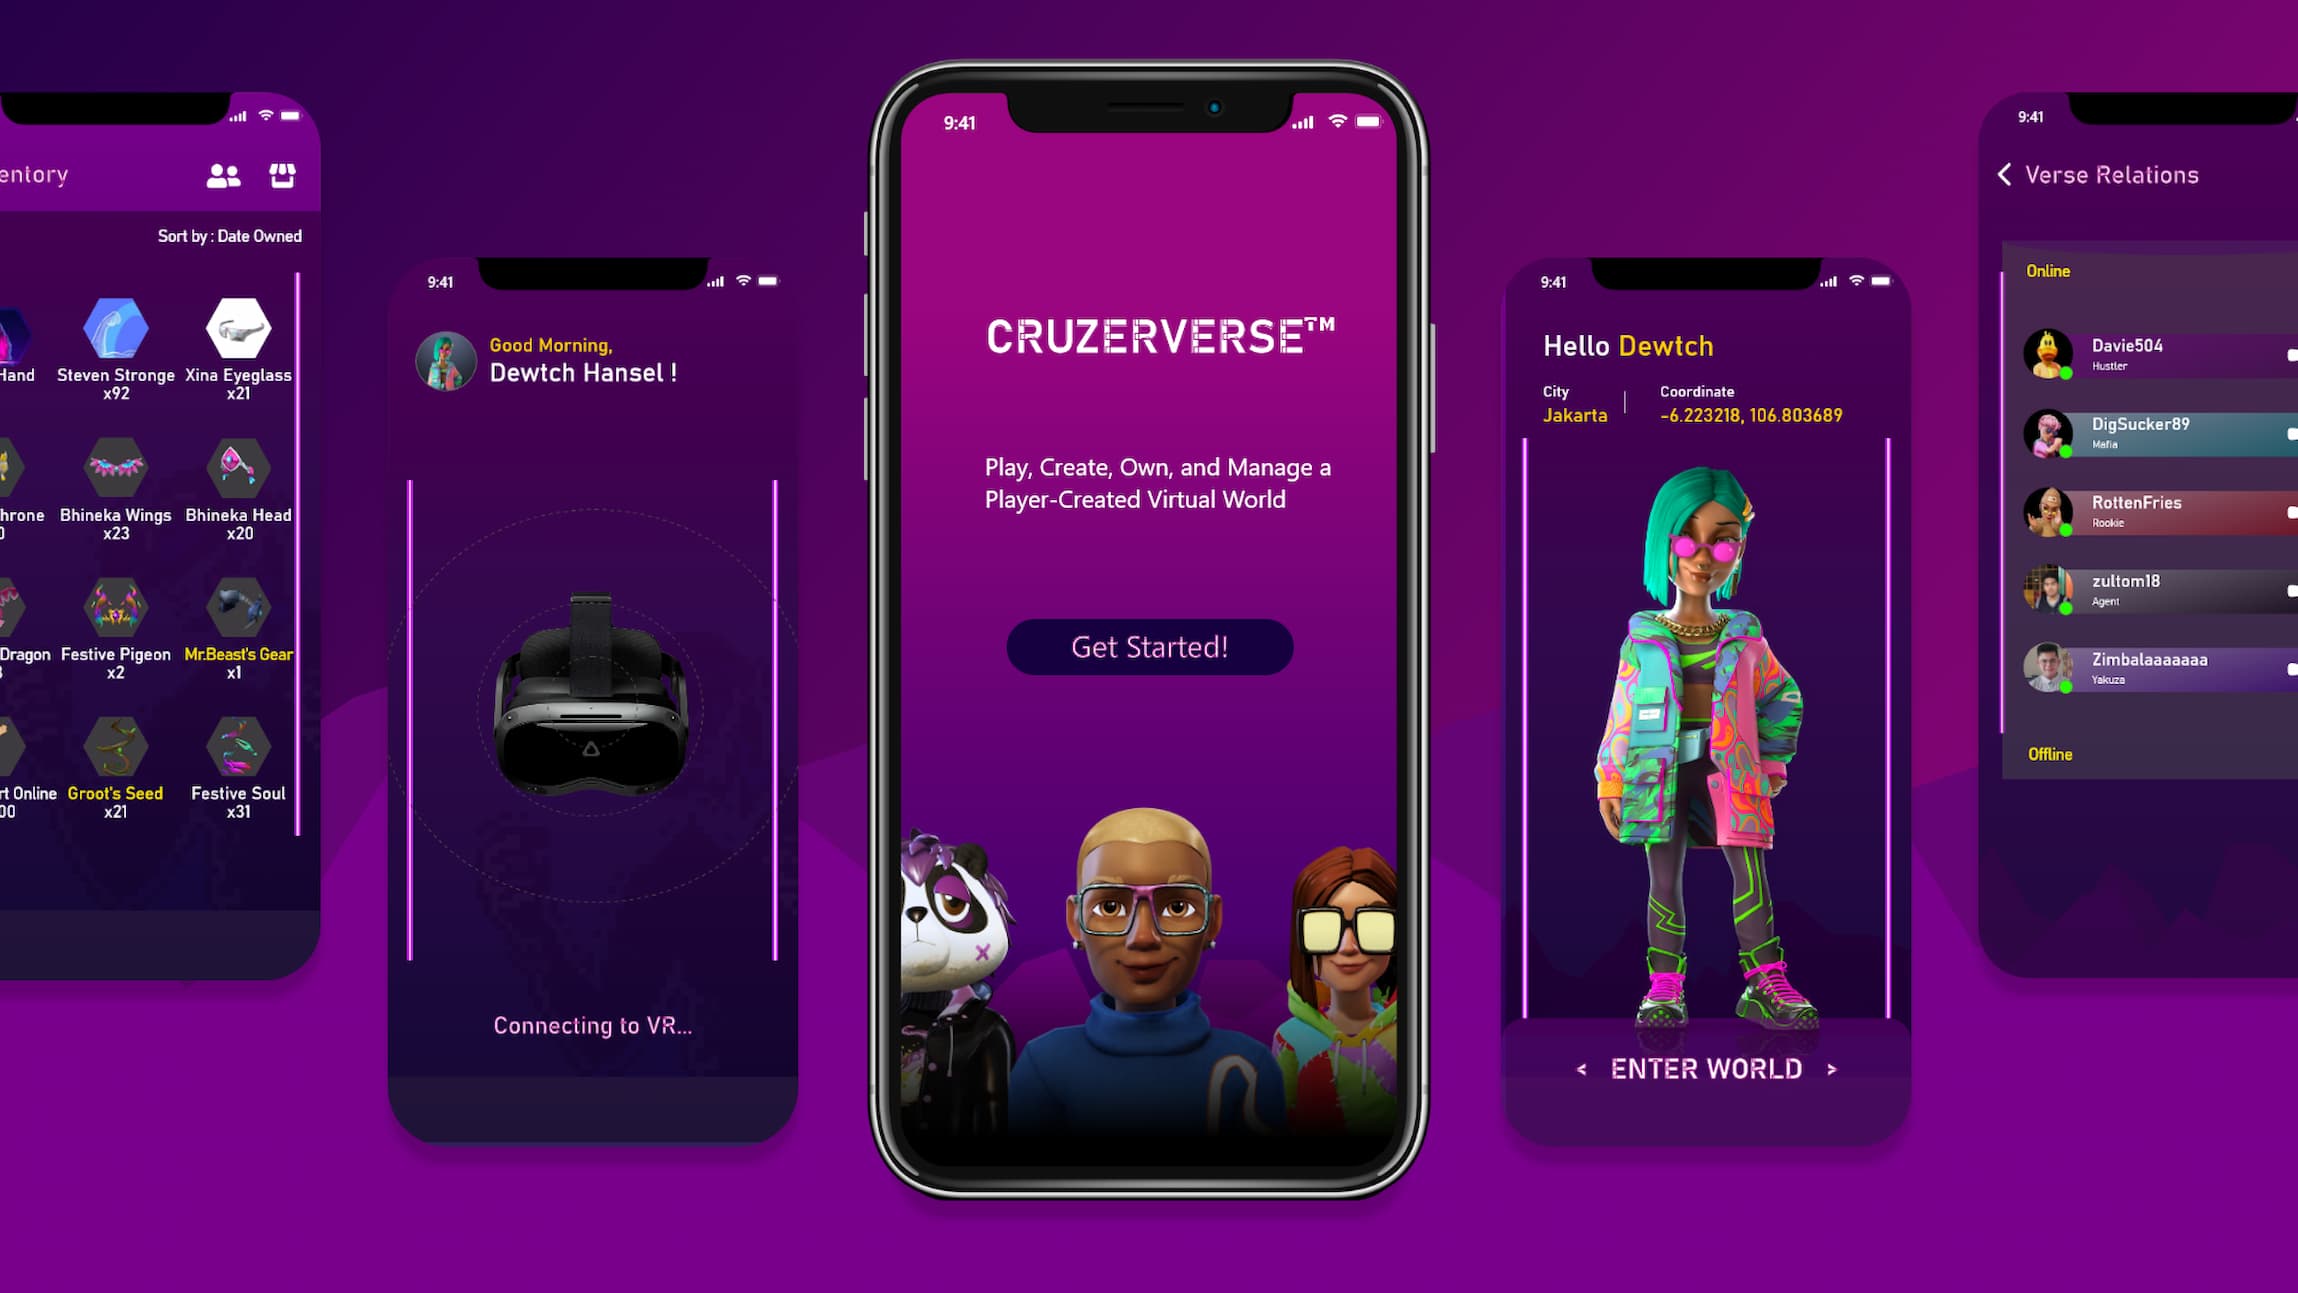 entory
Sort by : Date Owned
Hand
Steven Stronge
x92
Xina Eyeglass
x21
hrone
0
Bhineka Wings
x23
Bhineka Head
x20
Dragon
Festive Pigeon
x2
Mr.Beast's Gear
x1
rt Online
00
Groot's Seed
x21
Festive Soul
x31
9:41
Good Morning,
Dewtch Hansel !
Connecting to VR...
9:41
CRUZERVERSE™
Play, Create, Own, and Manage a
Player-Created Virtual World
Get Started!
9:41
Hello Dewtch
City
Jakarta
Coordinate
-6.223218, 106.803689
< ENTER WORLD >
9:41
Verse Relations
Online
Davie504
Hustler
DigSucker89
Mafia
RottenFries
Rookie
zultom18
Agent
Zimbalaaaaaaa
Yakuza
Offline